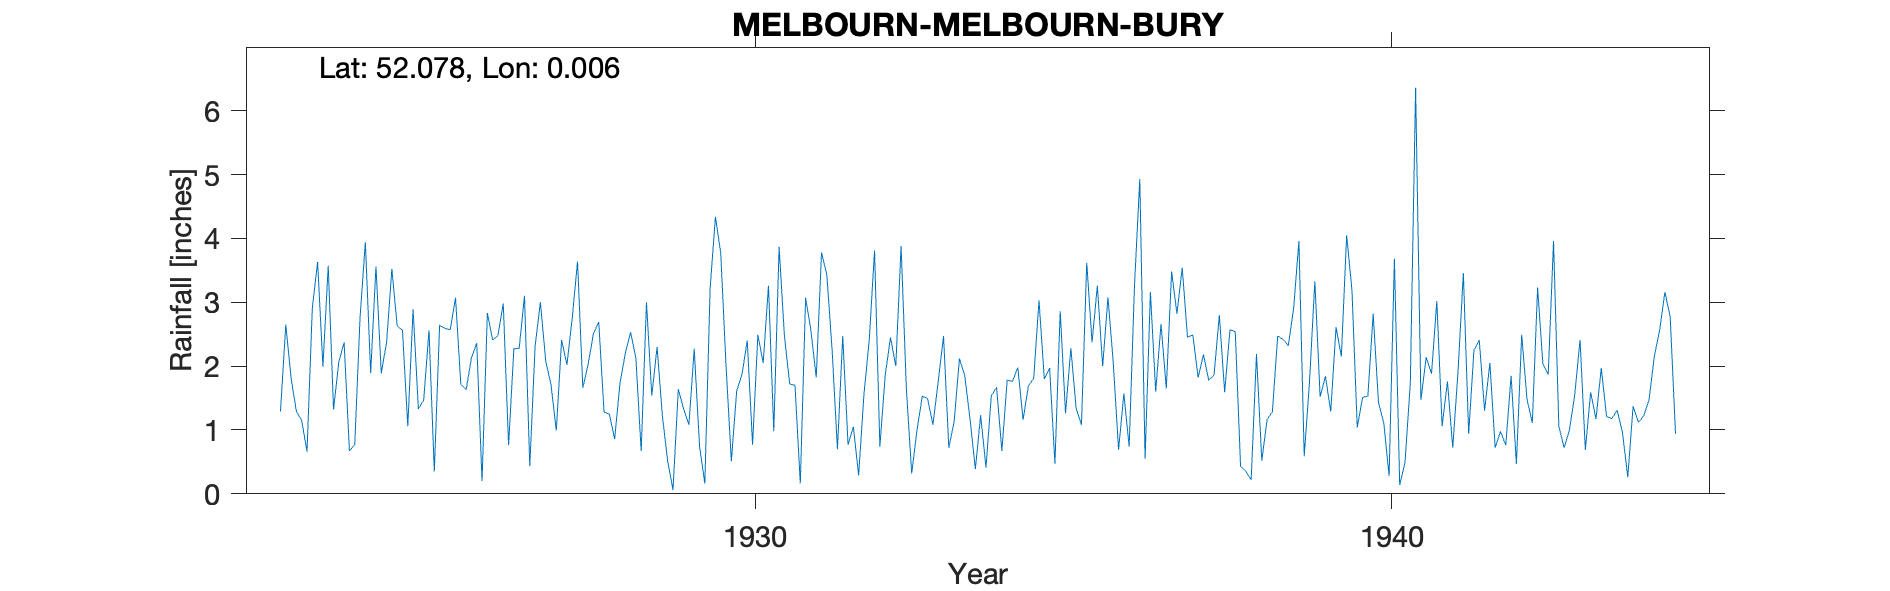 MELBOURN-MELBOURN-BURY
Lat: 52.078, Lon: 0.006
6
5
4
3
2
1
0
Rainfall [inches]
1930
1940
Year